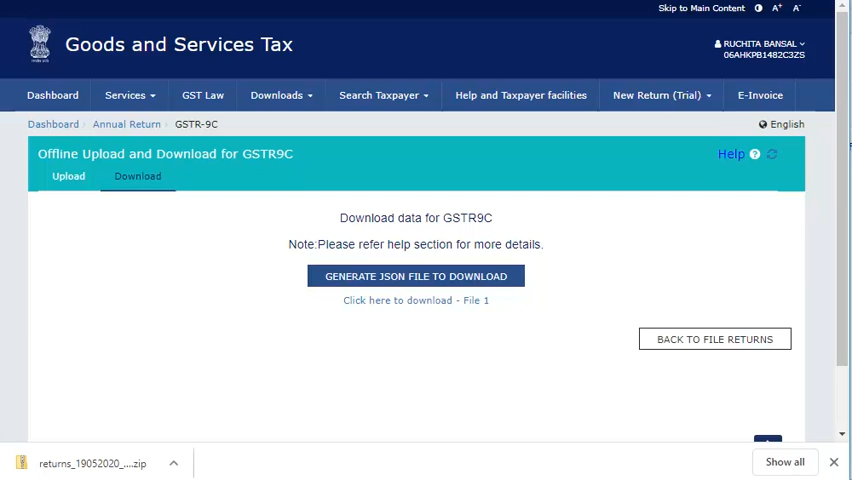 Skip to Main Content A+ A-
Goods and Services Tax
RUCHITA BANSAL
06AHKPB1482C3ZS
Dashboard Services GST Law Downloads Search Taxpayer Help and Taxpayer facilities New Return (Trial) E-Invoice
Dashboard Annual Return GSTR-9C English
Offline Upload and Download for GSTR9C Help ?
Upload Download
Download data for GSTR9C
Note:Please refer help section for more details.
GENERATE JSON FILE TO DOWNLOAD
Click here to download - File 1
BACK TO FILE RETURNS
returns_19052020_....zip Show all